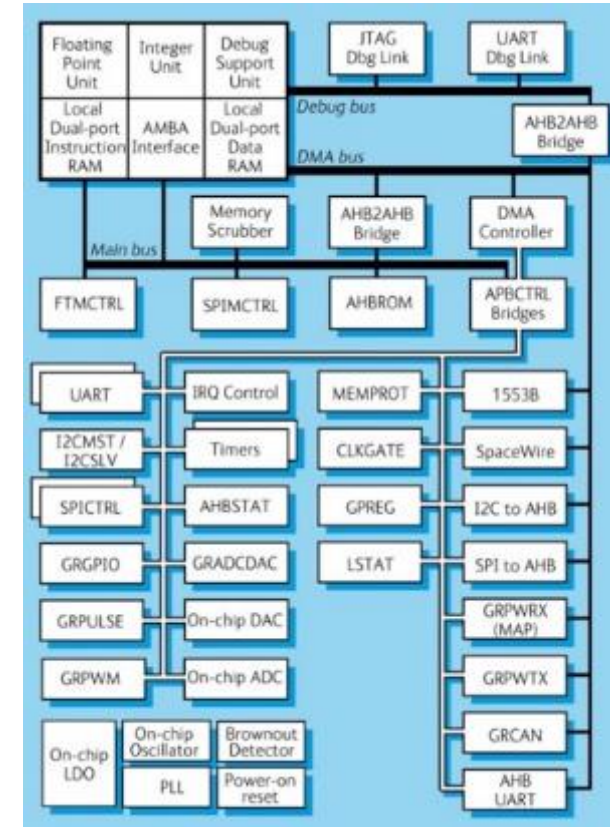 Floating
Point
Unit
Integer
Unit
Debug
Support
Unit
JTAG
Dbg Link
UART
Dbg Link
Local
Dual-port
Instruction
RAM
AMBA
Interface
Local
Dual-port
Data
RAM
Debug bus
AHB2AHB
Bridge
DMA bus
Memory
Scrubber
AHB2AHB
Bridge
DMA
Controller
Main bus
FTMCTRL
SPIMCTRL
AHBROM
APBCTRL
Bridges
UART
IRQ Control
MEMPROT
1553B
I2CMST /
I2CSLV
Timers
CLKGATE
SpaceWire
SPICTRL
AHBSTAT
GPREG
I2C to AHB
GRGPIO
GRADCDAC
LSTAT
SPI to AHB
GRPULSE
On-chip DAC
GRPWRX
(MAP)
GRPWM
On-chip ADC
GRPWTX
On-chip
LDO
On-chip
Oscillator
Brownout
Detector
GRCAN
PLL
Power-on
reset
AHB
UART